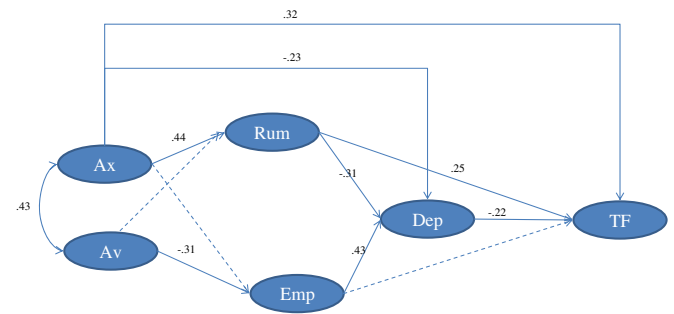 .32
-.23
.44
Rum
Ax
-.31
.25
.43
Dep
-.22
TF
Av
-.31
.43
Emp